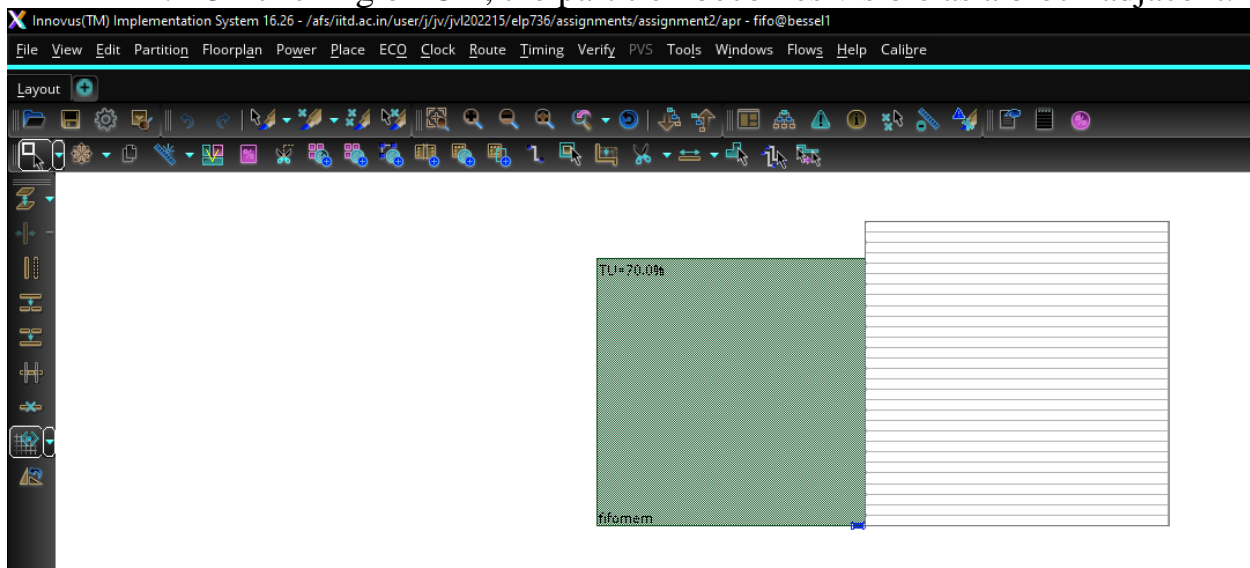 Innovus(TM) Implementation System 16.26 - /afs/iitd.ac.in/user/j/jv/jvl202215/elp736/assignments/assignment2/apr - fifo@bessel1
File View Edit Partition Floorplan Power Place ECO Clock Route Timing Verify PVS Tools Windows Flows Help Calibre
Layout
TU=70.0%
fifomem